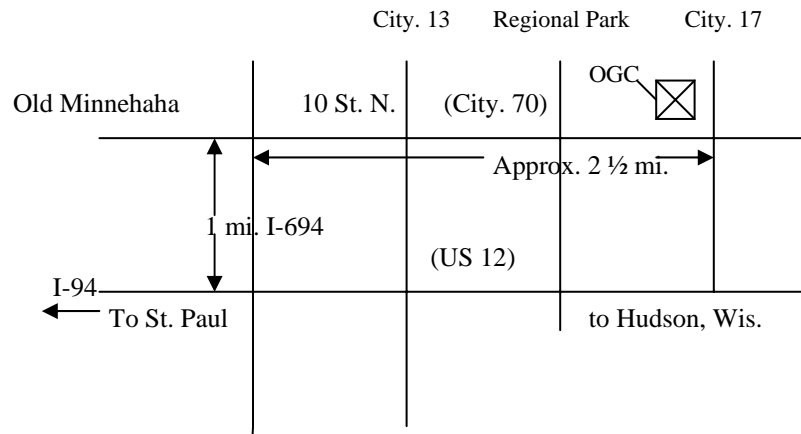 City. 13 Regional Park City. 17
OGC
Old Minnehaha 10 St. N. (City. 70)
Approx. 2 ½ mi.
1 mi. I-694
(US 12)
I-94
To St. Paul to Hudson, Wis.